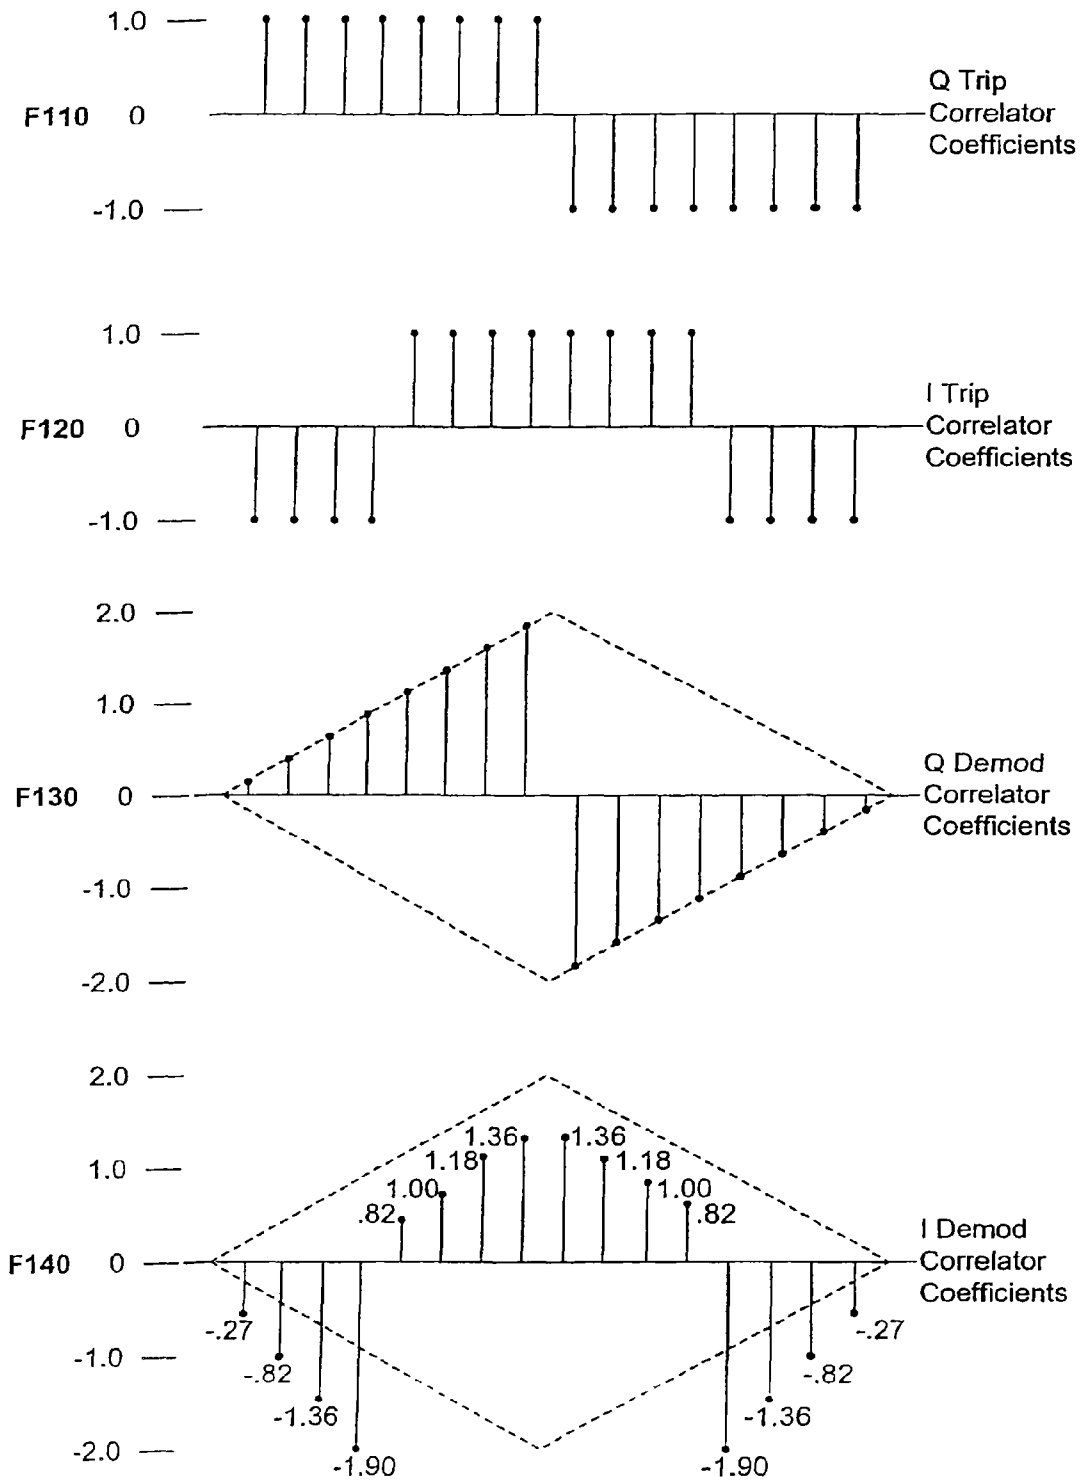 1.0
F110 0
-1.0
Q Trip
Correlator
Coefficients
1.0
F120 0
-1.0
I Trip
Correlator
Coefficients
2.0
1.0
F130 0
-1.0
-2.0
Q Demod
Correlator
Coefficients
2.0
1.0
F140 0
-1.0
-2.0
1.36 1.36
1.18 1.18
1.00 1.00
.82 .82
-.27 -.27
-.82 -.82
-1.36 -1.36
-1.90 -1.90
I Demod
Correlator
Coefficients